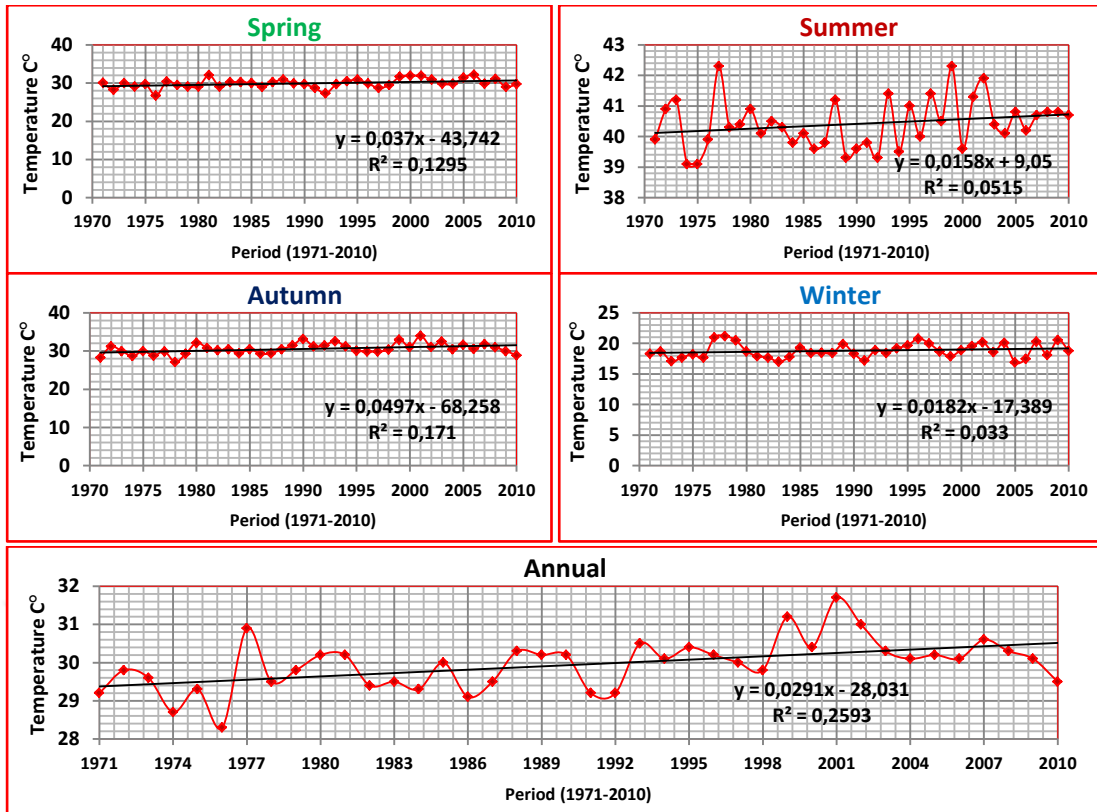 Spring
Temperature C°
40
30
20
10
0
y = 0,037x - 43,742
R² = 0,1295
1970 1975 1980 1985 1990 1995 2000 2005 2010
Period (1971-2010)
Summer
Temperature C°
43
42
41
40
39
38
y = 0,0158x + 9,05
R² = 0,0515
1970 1975 1980 1985 1990 1995 2000 2005 2010
Period (1971-2010)
Autumn
Temperature C°
40
30
20
10
0
y = 0,0497x - 68,258
R² = 0,171
1970 1975 1980 1985 1990 1995 2000 2005 2010
Period (1971-2010)
Winter
Temperature C°
25
20
15
10
5
0
y = 0,0182x - 17,389
R² = 0,033
1970 1975 1980 1985 1990 1995 2000 2005 2010
Period (1971-2010)
Annual
Temperature C°
32
31
30
29
28
y = 0,0291x - 28,031
R² = 0,2593
1971 1974 1977 1980 1983 1986 1989 1992 1995 1998 2001 2004 2007 2010
Period (1971-2010)